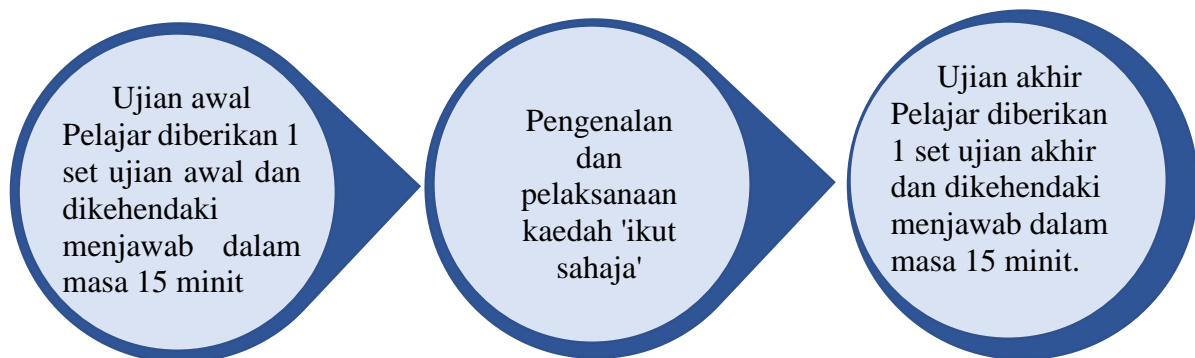 Ujian awal
Pelajar diberikan 1
set ujian awal dan
dikehendaki
menjawab dalam
masa 15 minit
Pengenalan
dan
pelaksanaan
kaedah 'ikut
sahaja'
Ujian akhir
Pelajar diberikan
1 set ujian akhir
dan dikehendaki
menjawab dalam
masa 15 minit.